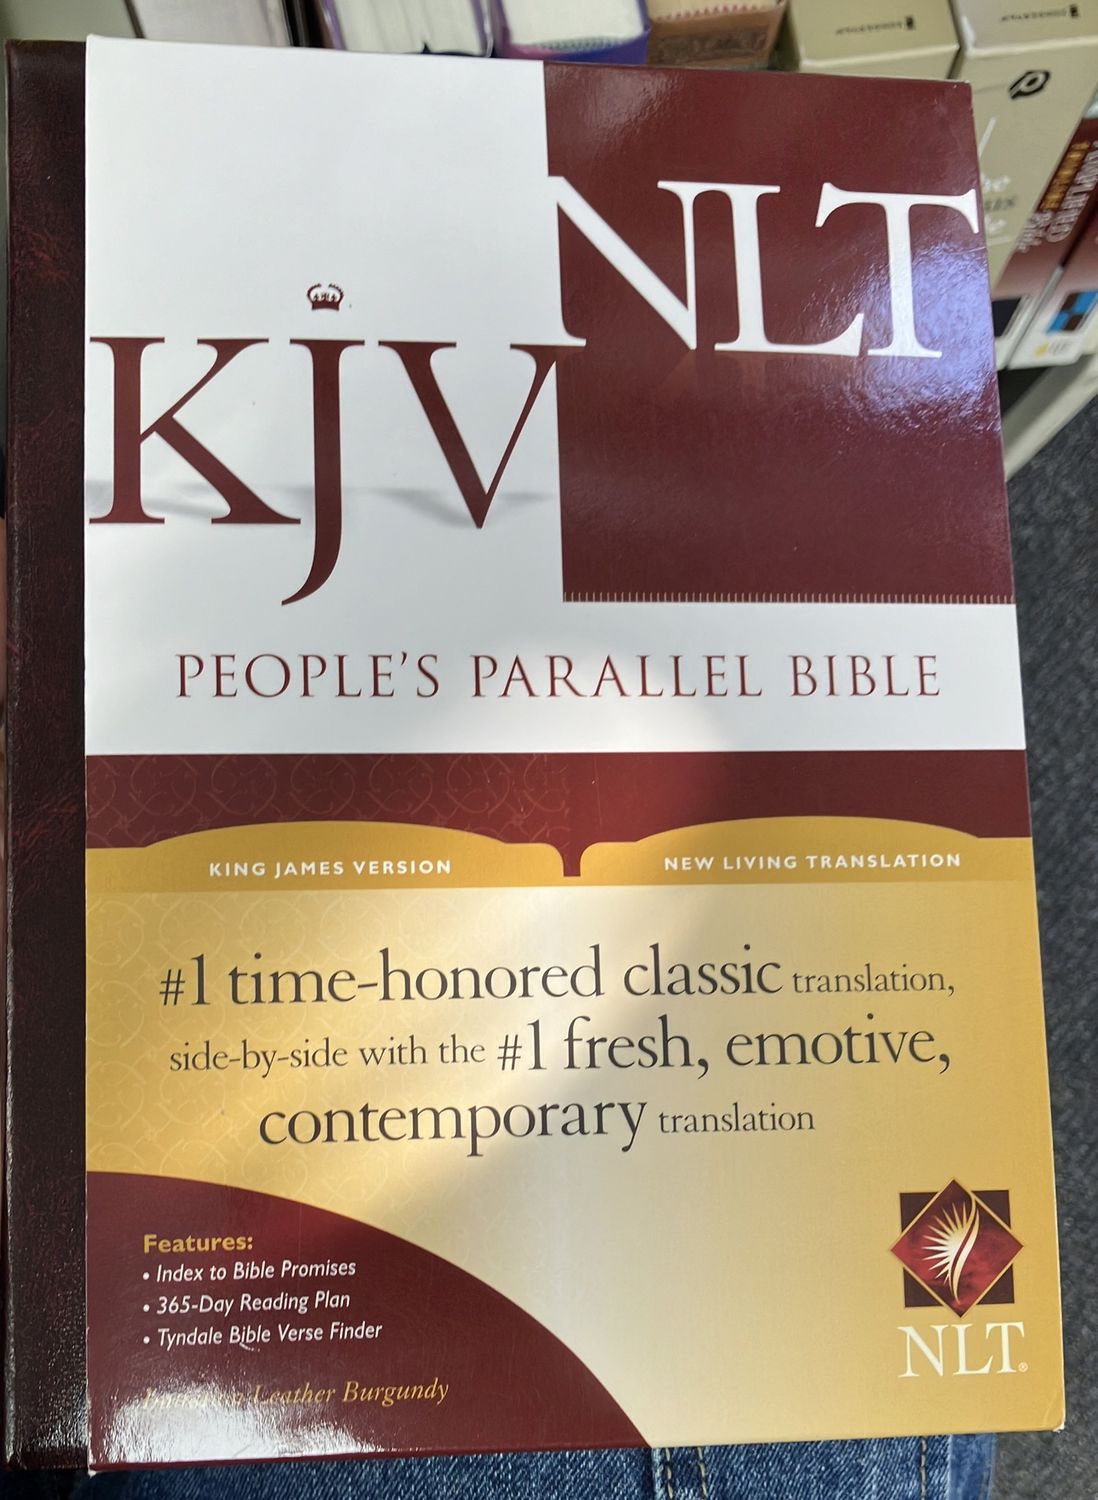 NLT
KJV
PEOPLE'S PARALLEL BIBLE
KING JAMES VERSION
NEW LIVING TRANSLATION
#1 time-honored classic translation,
side-by-side with the #1 fresh, emotive,
contemporary translation
Features:
• Index to Bible Promises
• 365-Day Reading Plan
• Tyndale Bible Verse Finder
Leather Burgundy
NLT®